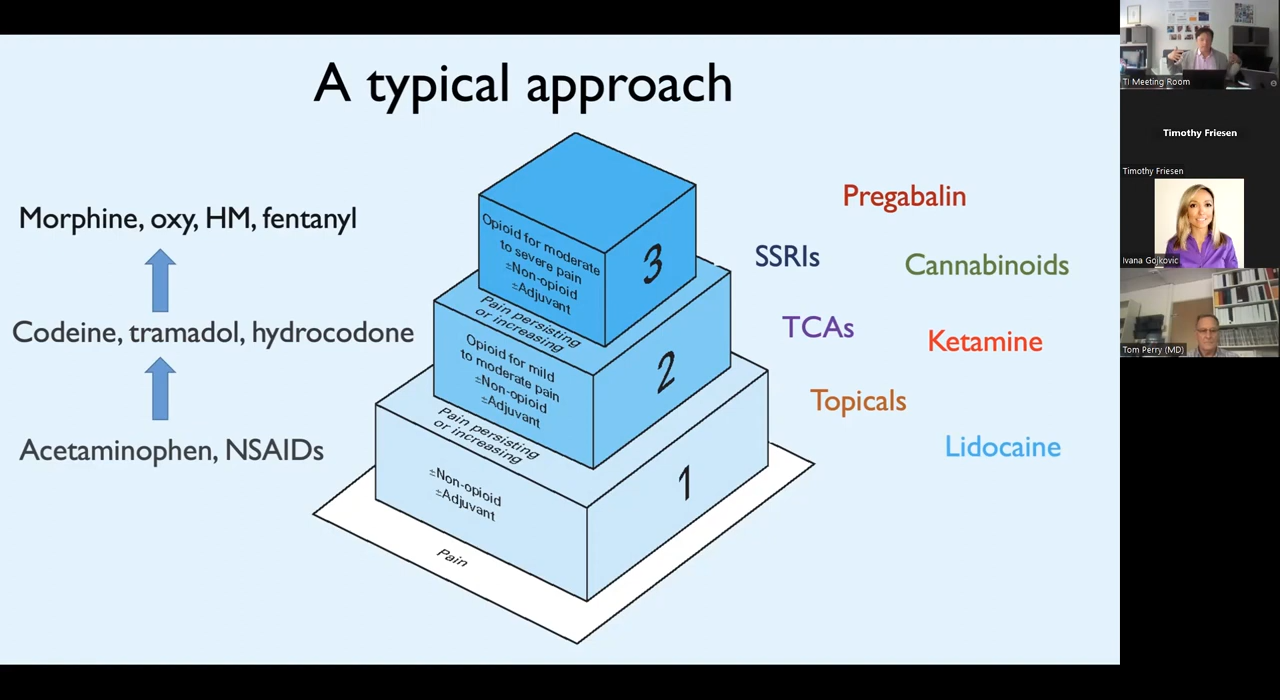 A typical approach
Morphine, oxy, HM, fentanyl
Codeine, tramadol, hydrocodone
Acetaminophen, NSAIDs
Opioid for moderate
to severe pain
±Non-opioid
±Adjuvant
3
Pain persisting
or increasing
Opioid for mild
to moderate pain
±Non-opioid
±Adjuvant
2
Pain persisting
or increasing
±Non-opioid
±Adjuvant
1
Pain
Pregabalin
SSRIs
Cannabinoids
TCAs
Ketamine
Topicals
Lidocaine
TI Meeting Room
Timothy Friesen
Timothy Friesen
Ivana Gojkovic
Tom Perry (MD)